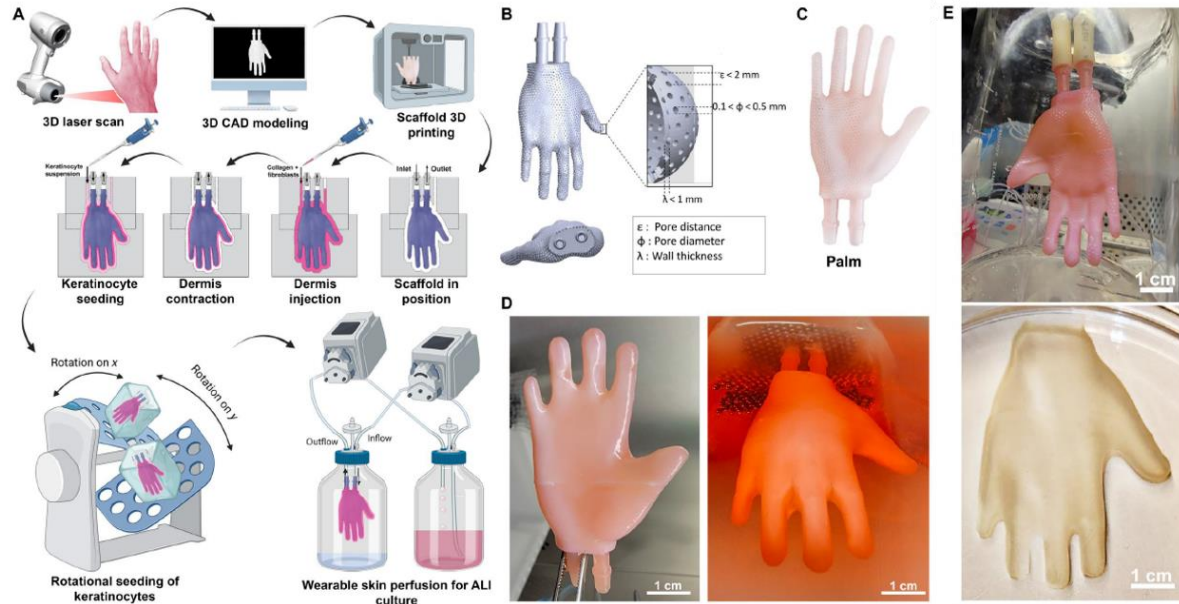 A
3D laser scan
3D CAD modeling
Scaffold 3D
printing
Keratinocyte
suspension
Collagen +
fibroblasts
Inlet
Outlet
Keratinocyte
seeding
Dermis
contraction
Dermis
injection
Scaffold in
position
Rotation on x
Rotation on y
Rotational seeding of
keratinocytes
Outflow
Inflow
Wearable skin perfusion for ALI
culture
B
ε < 2 mm
0.1 < ϕ < 0.5 mm
λ < 1 mm
ε : Pore distance
ϕ : Pore diameter
λ : Wall thickness
C
Palm
D
1 cm
1 cm
E
1 cm
1 cm